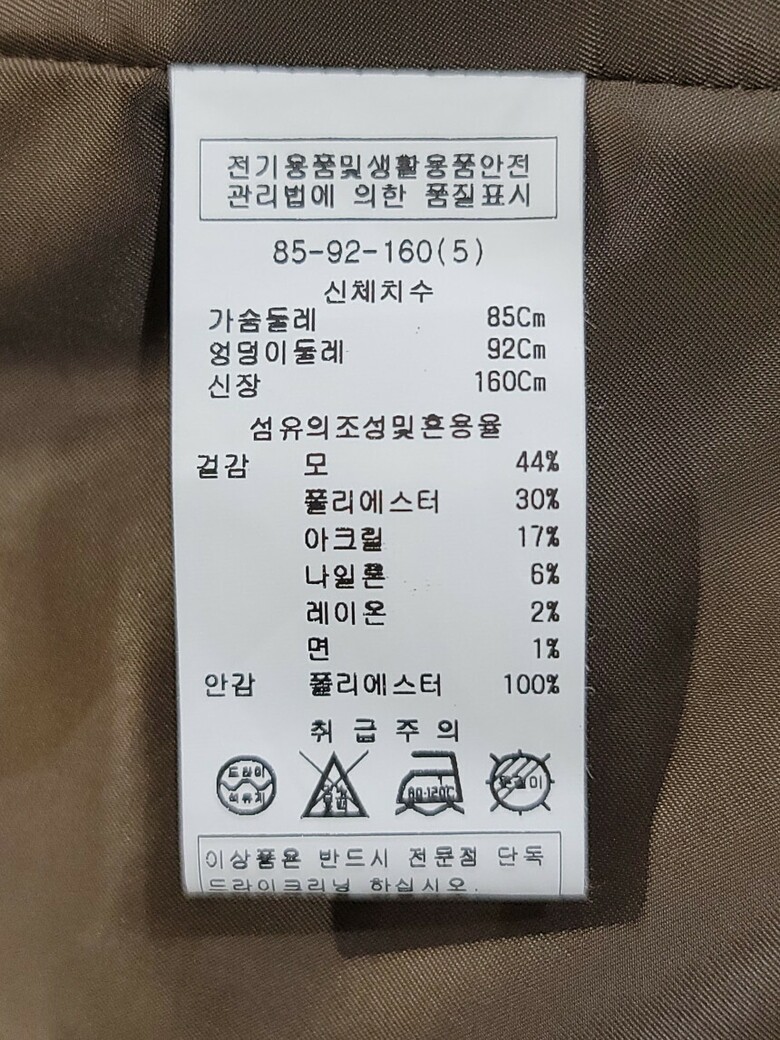 전기용품및생활용품안전
관리법에 의한 품질표시
85-92-160(5)
신체치수
가슴둘레 85Cm
엉덩이둘레 92Cm
신장 160Cm
섬유의조성및혼용율
겉감 모 44%
폴리에스터 30%
아크릴 17%
나일론 6%
레이온 2%
면 1%
안감 폴리에스터 100%
취 급 주 의
드라이
석유계
80-120℃
이상품은 반드시 전문점 단독
드라이크리닝 하십시오.